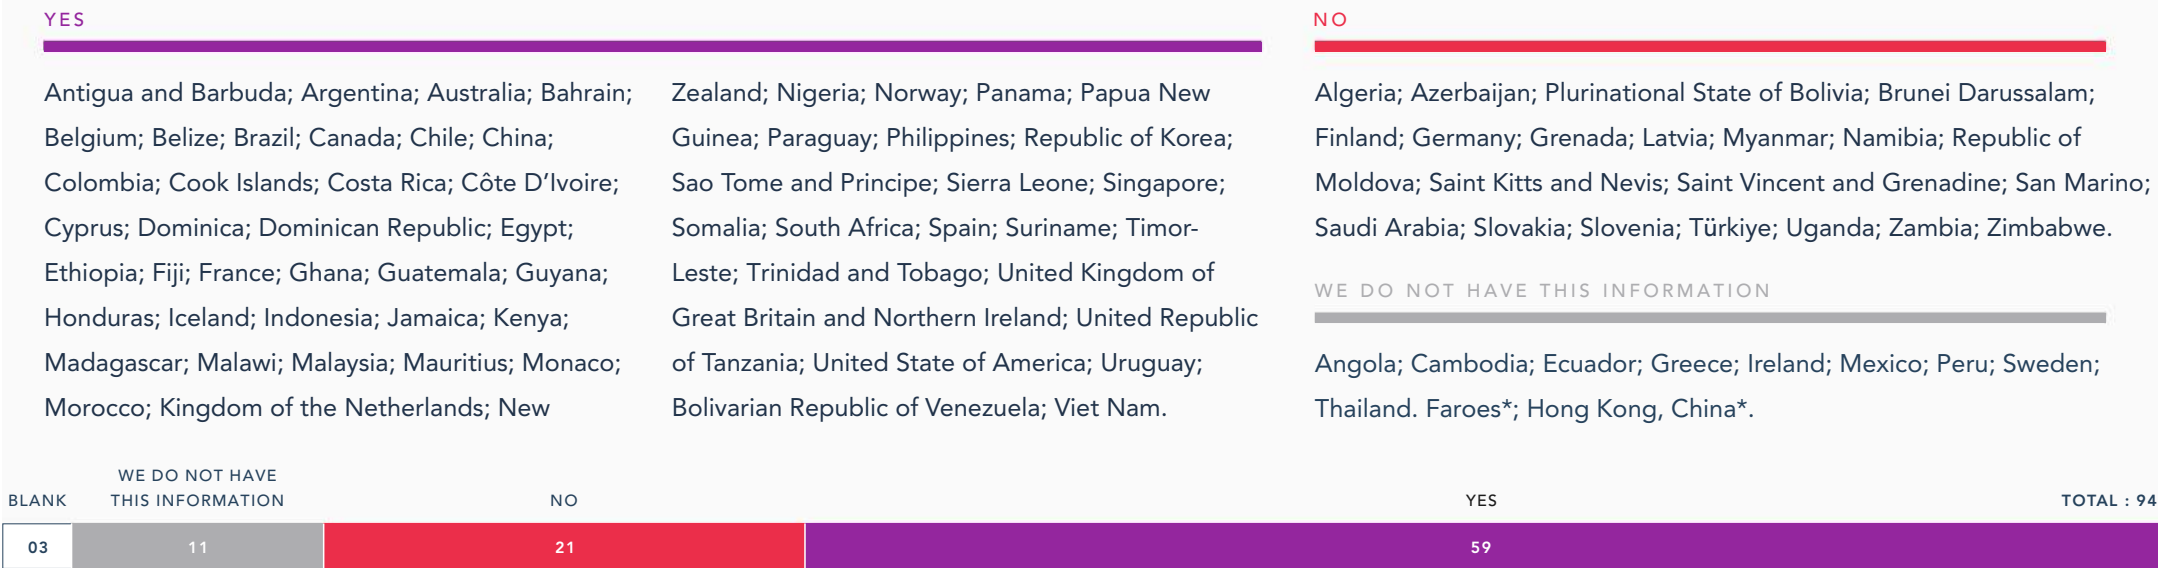 YES
Antigua and Barbuda; Argentina; Australia; Bahrain;
Belgium; Belize; Brazil; Canada; Chile; China;
Colombia; Cook Islands; Costa Rica; Côte D’Ivoire;
Cyprus; Dominica; Dominican Republic; Egypt;
Ethiopia; Fiji; France; Ghana; Guatemala; Guyana;
Honduras; Iceland; Indonesia; Jamaica; Kenya;
Madagascar; Malawi; Malaysia; Mauritius; Monaco;
Morocco; Kingdom of the Netherlands; New
Zealand; Nigeria; Norway; Panama; Papua New
Guinea; Paraguay; Philippines; Republic of Korea;
Sao Tome and Principe; Sierra Leone; Singapore;
Somalia; South Africa; Spain; Suriname; Timor-
Leste; Trinidad and Tobago; United Kingdom of
Great Britain and Northern Ireland; United Republic
of Tanzania; United State of America; Uruguay;
Bolivarian Republic of Venezuela; Viet Nam.
NO
Algeria; Azerbaijan; Plurinational State of Bolivia; Brunei Darussalam;
Finland; Germany; Grenada; Latvia; Myanmar; Namibia; Republic of
Moldova; Saint Kitts and Nevis; Saint Vincent and Grenadine; San Marino;
Saudi Arabia; Slovakia; Slovenia; Türkiye; Uganda; Zambia; Zimbabwe.
WE DO NOT HAVE THIS INFORMATION
Angola; Cambodia; Ecuador; Greece; Ireland; Mexico; Peru; Sweden;
Thailand. Faroes*; Hong Kong, China*.
WE DO NOT HAVE
BLANK THIS INFORMATION NO YES TOTAL : 94
03 11 21 59